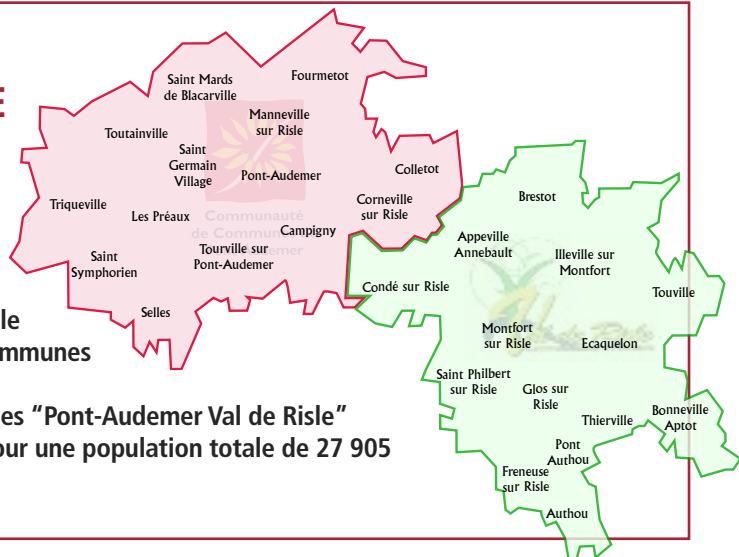 E
Saint Mards
de Blacarville
Fourmetot
Manneville
sur Risle
Toutainville
Saint
Germain
Village
Pont-Audemer
Colletot
Triqueville
Les Préaux
Corneville
sur Risle
Communauté
de Commun
Audemer
Campigny
Tourville sur
Pont-Audemer
Saint
Symphorien
Selles
Brestot
Appeville
Annebault
Illeville sur
Montfort
Condé sur Risle
Touville
Val de Risle
Montfort
sur Risle
Ecaquelon
Saint Philbert
sur Risle
Glos sur
Risle
Thierville
Bonneville
Aptot
Pont
Authou
Freneuse
sur Risle
Authou
le
mmunes
es “Pont-Audemer Val de Risle”
our une population totale de 27 905